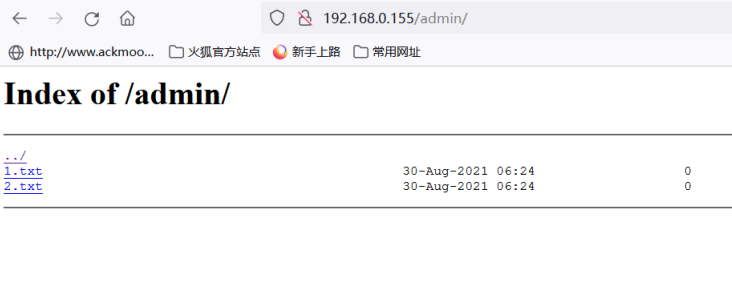 192.168.0.155/admin/
http://www.ackmoo... 火狐官方站点 新手上路 常用网址
Index of /admin/
../
1.txt 30-Aug-2021 06:24 0
2.txt 30-Aug-2021 06:24 0